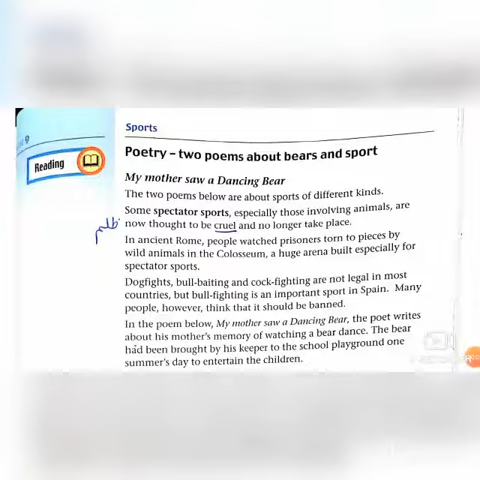 Sports
Reading
Poetry – two poems about bears and sport
My mother saw a Dancing Bear
The two poems below are about sports of different kinds.
Some spectator sports, especially those involving animals, are
now thought to be cruel and no longer take place.
ظلم
In ancient Rome, people watched prisoners torn to pieces by
wild animals in the Colosseum, a huge arena built especially for
spectator sports.
Dogfights, bull-baiting and cock-fighting are not legal in most
countries, but bull-fighting is an important sport in Spain. Many
people, however, think that it should be banned.
In the poem below, My mother saw a Dancing Bear, the poet writes
about his mother's memory of watching a bear dance. The bear
had been brought by his keeper to the school playground one
summer's day to entertain the children.